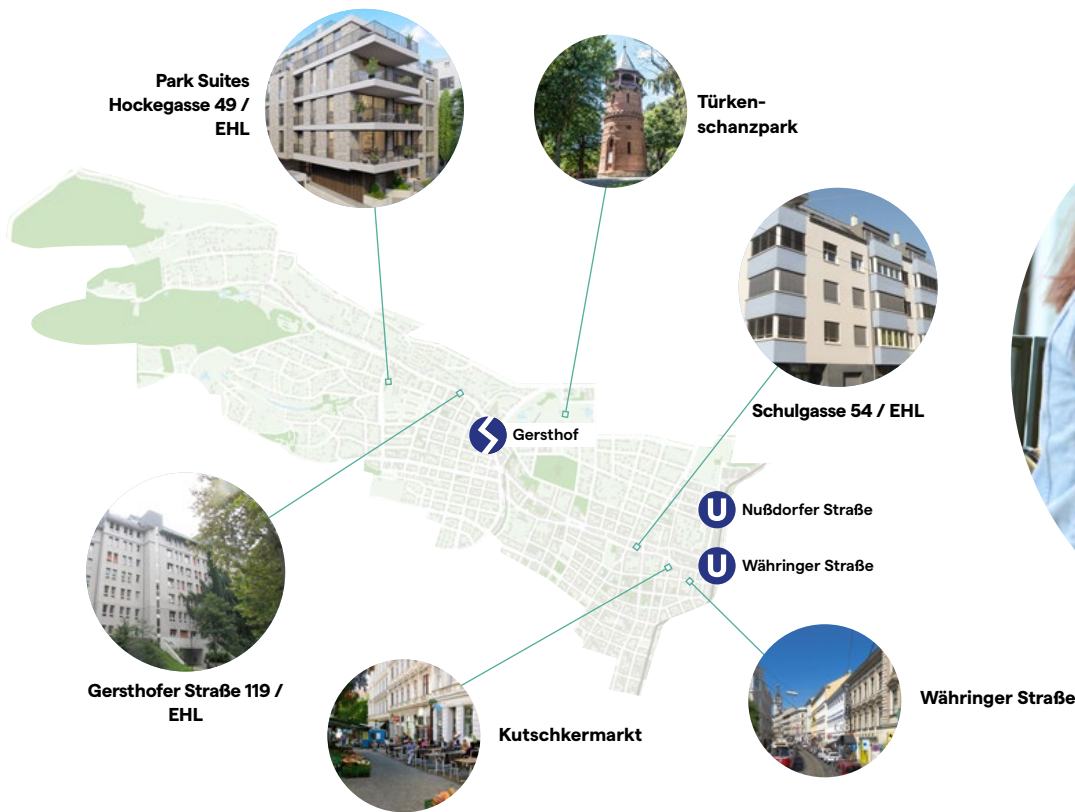 Park Suites
Hockegasse 49 /
EHL
Türken-
schanzpark
Schulgasse 54 / EHL
Gersthof
U Nußdorfer Straße
U Währinger Straße
Gersthofer Straße 119 /
EHL
Kutschkermarkt
Währinger Straße